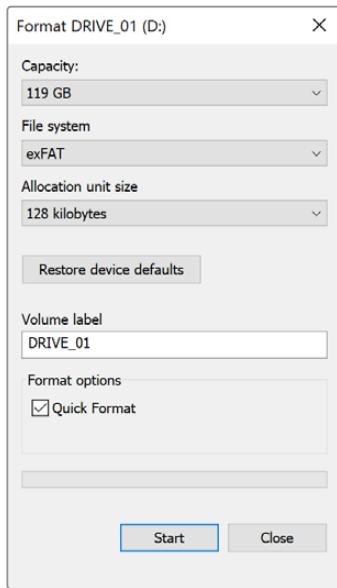 Format DRIVE_01 (D:)
Capacity:
119 GB
File system
exFAT
Allocation unit size
128 kilobytes
Restore device defaults
Volume label
DRIVE_01
Format options
Quick Format
Start Close